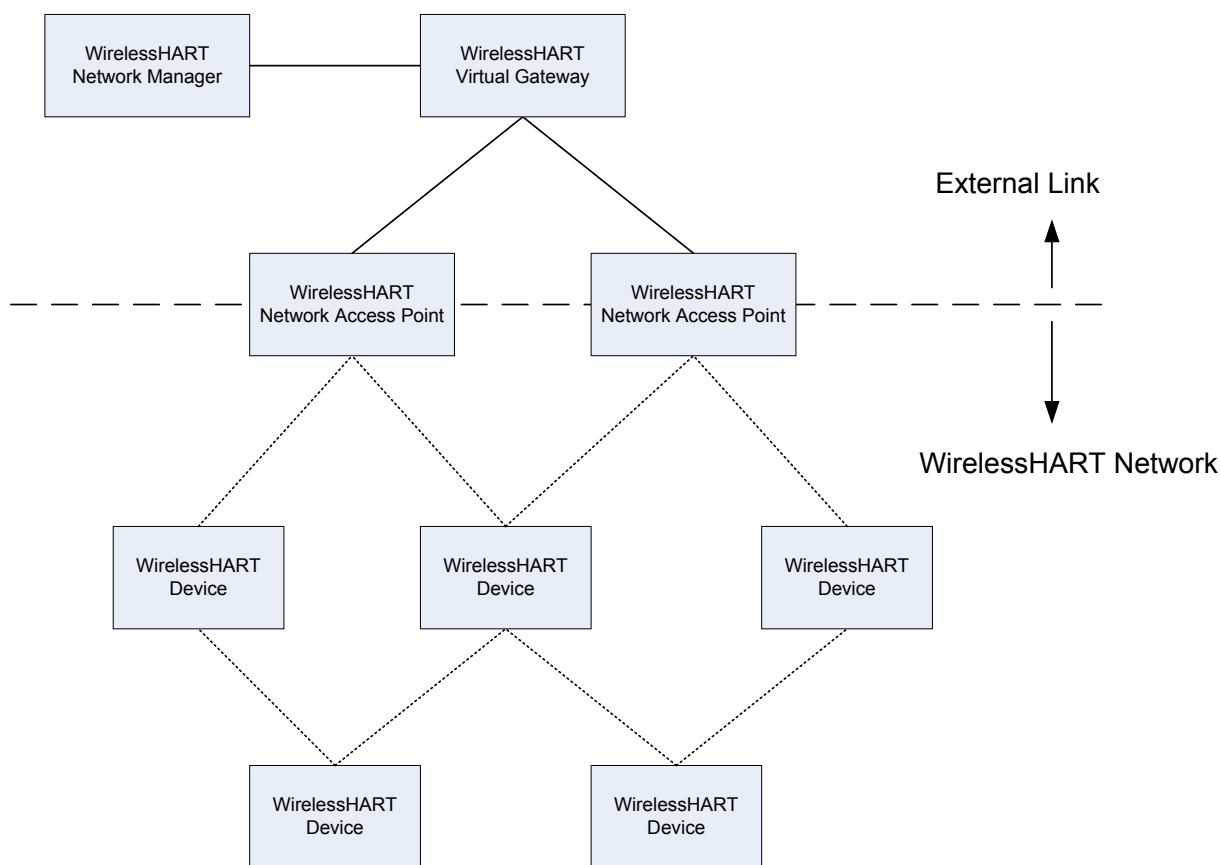 WirelessHART
Network Manager
WirelessHART
Virtual Gateway
External Link
WirelessHART
Network Access Point
WirelessHART
Network Access Point
WirelessHART Network
WirelessHART
Device
WirelessHART
Device
WirelessHART
Device
WirelessHART
Device
WirelessHART
Device